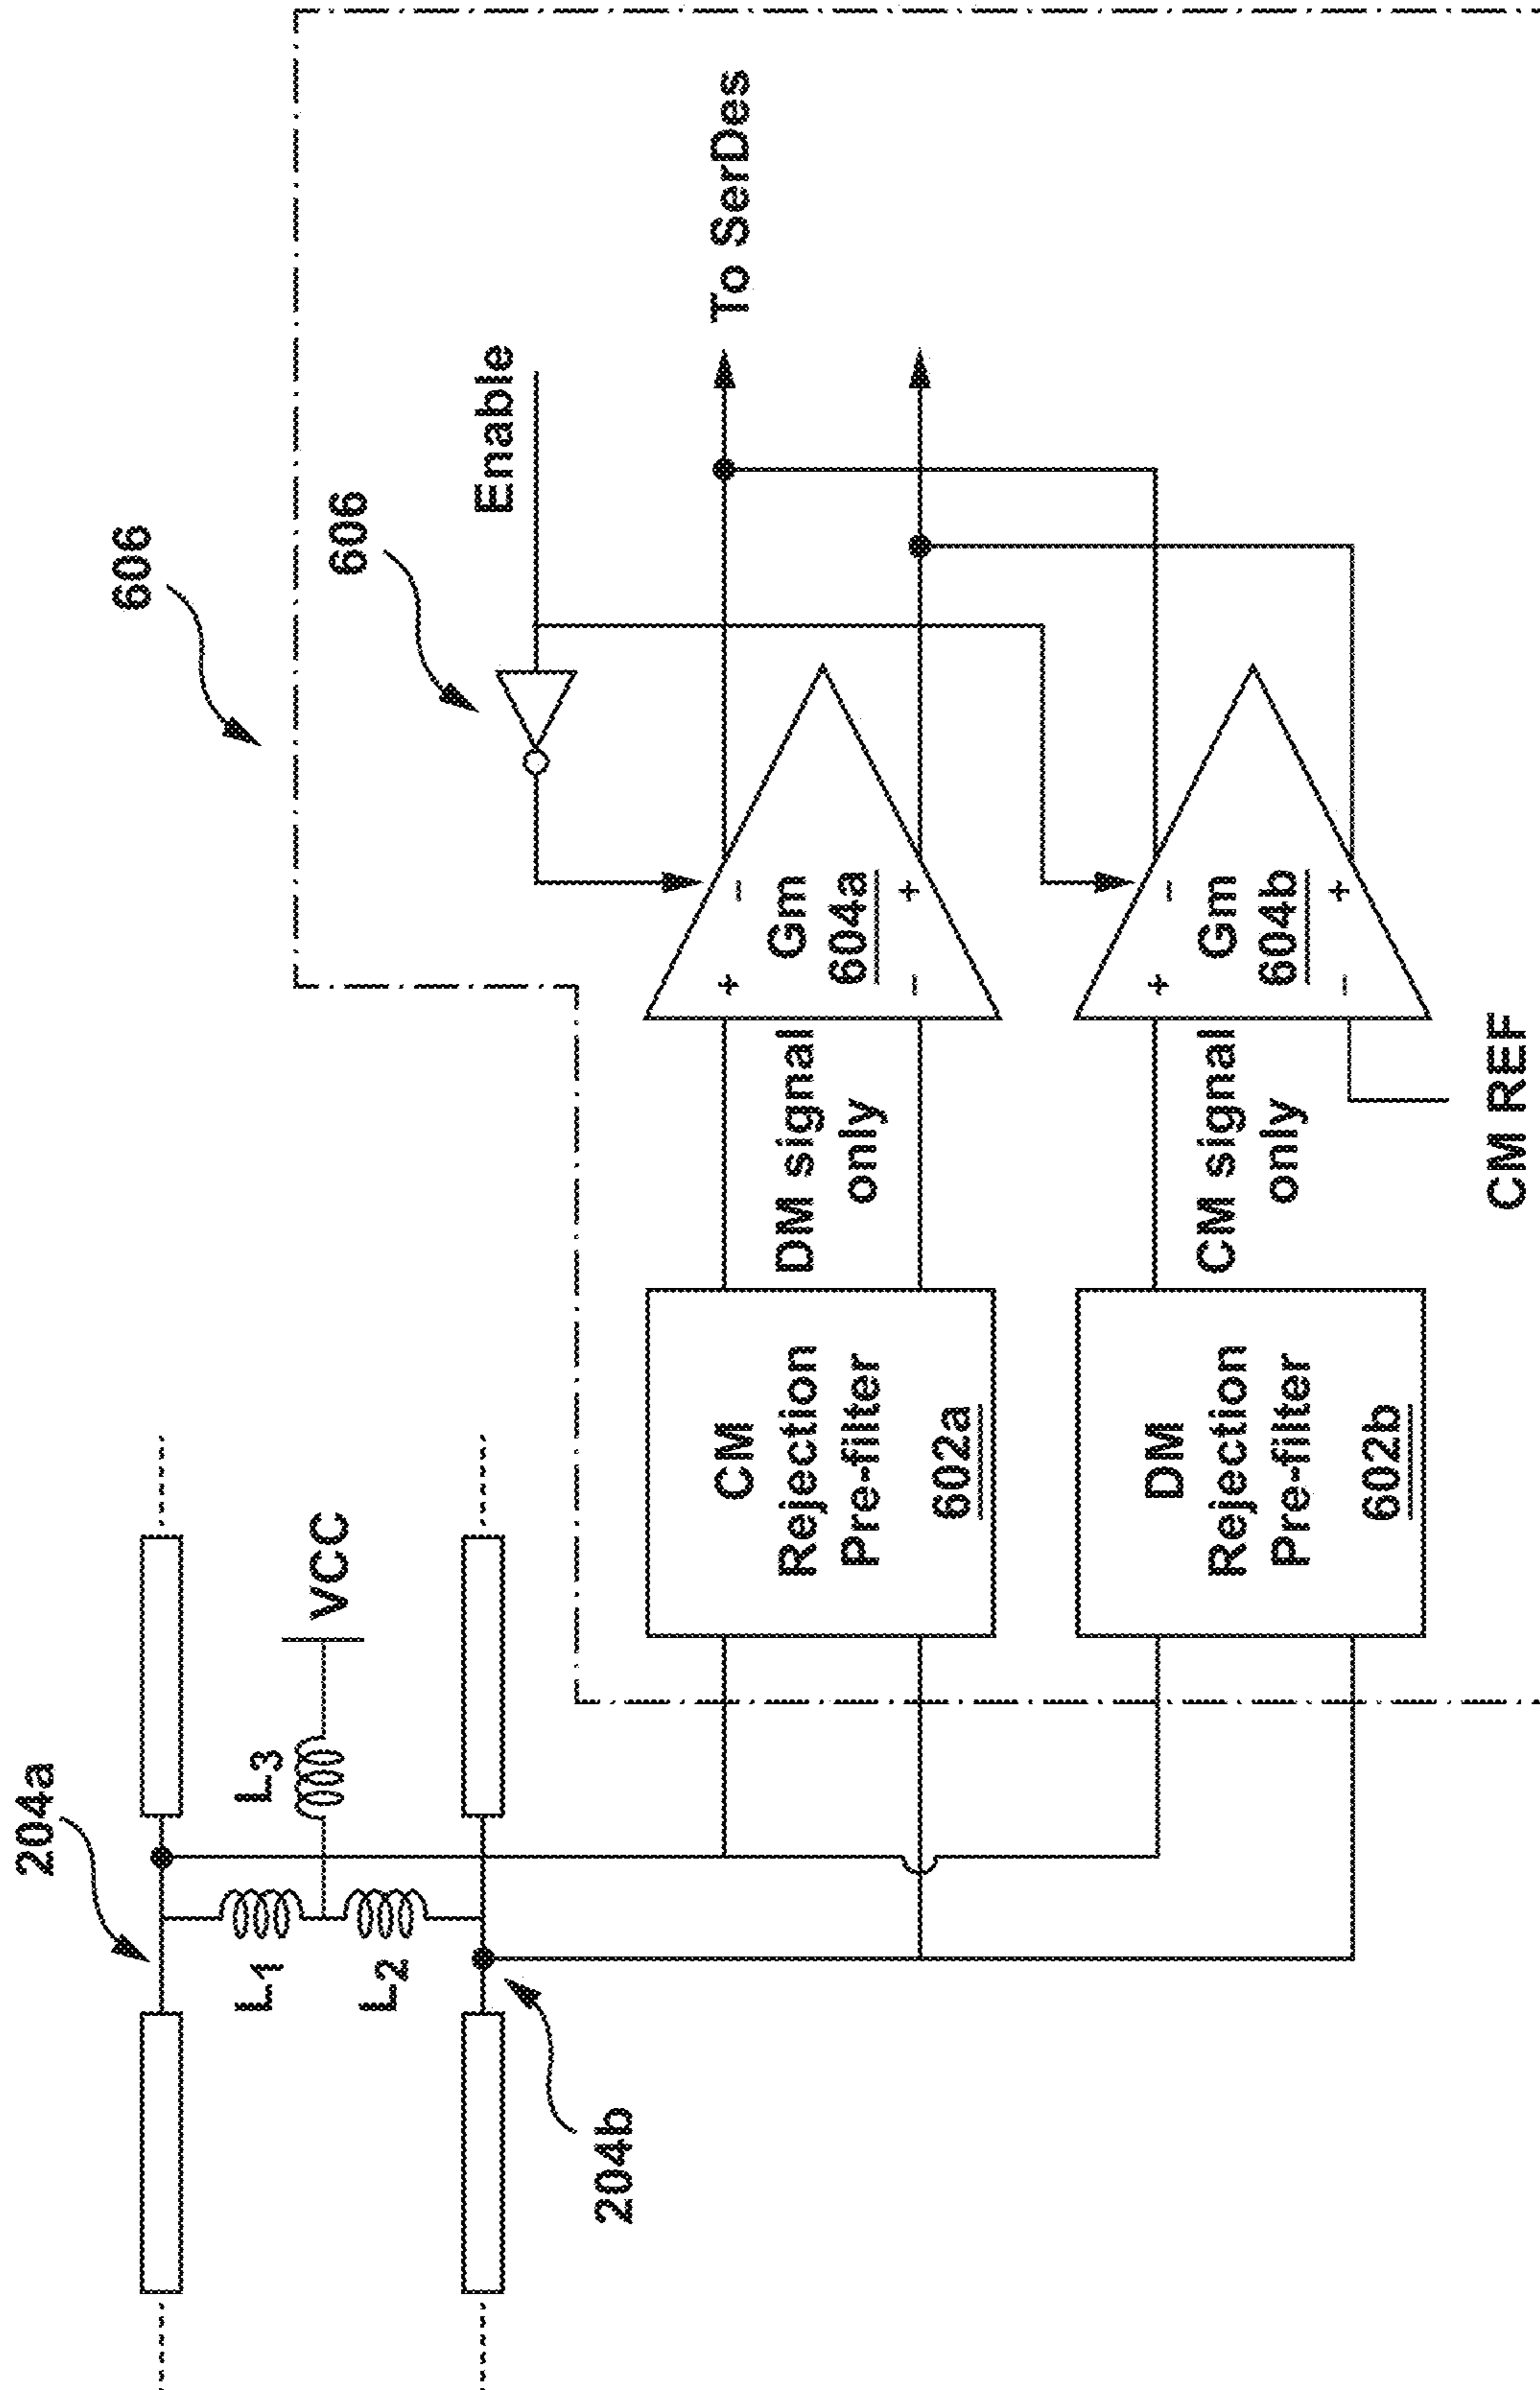 204a
L1
L2
L3
VCC
204b
606
606
Enable
To SerDes
CM
Rejection
Pre-filter
602a
DM signal
only
Gm
604a
+
-
-
+
DM
Rejection
Pre-filter
602b
CM signal
only
Gm
604b
+
-
-
+
CM REF